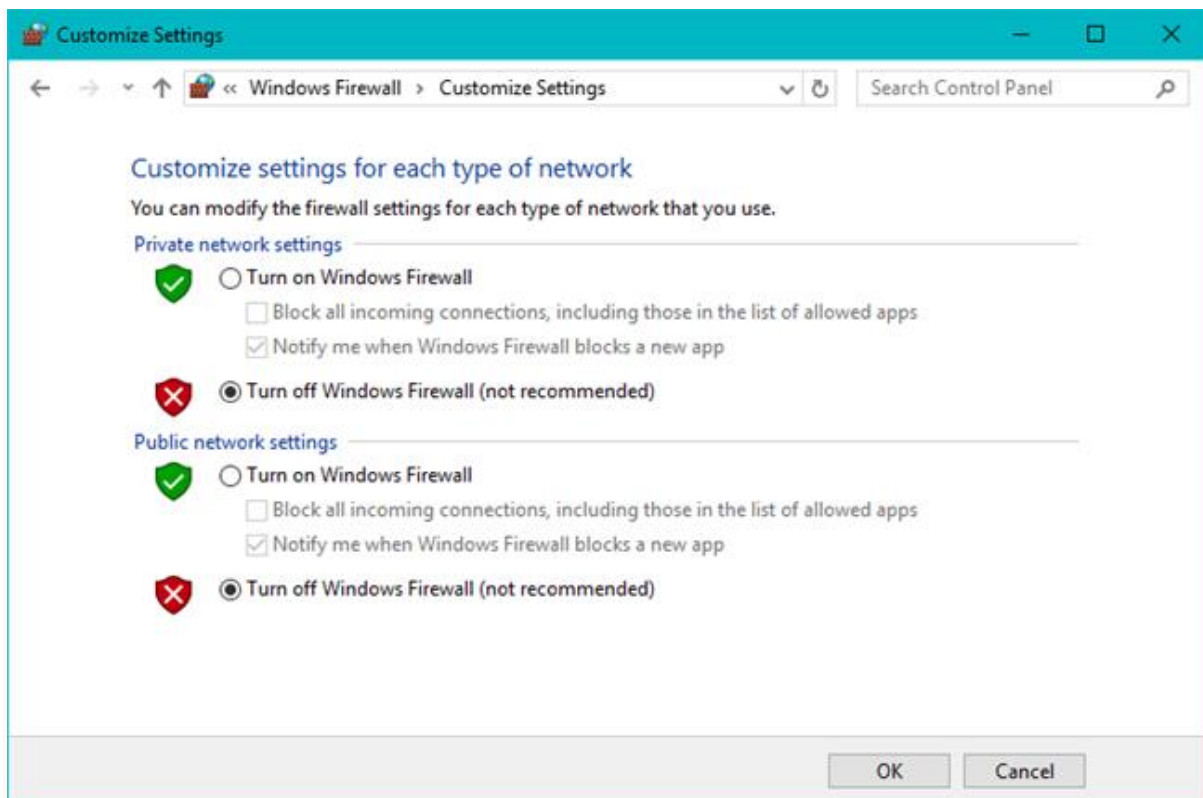 Customize Settings
« Windows Firewall › Customize Settings
Search Control Panel
Customize settings for each type of network
You can modify the firewall settings for each type of network that you use.
Private network settings
Turn on Windows Firewall
Block all incoming connections, including those in the list of allowed apps
Notify me when Windows Firewall blocks a new app
Turn off Windows Firewall (not recommended)
Public network settings
Turn on Windows Firewall
Block all incoming connections, including those in the list of allowed apps
Notify me when Windows Firewall blocks a new app
Turn off Windows Firewall (not recommended)
OK Cancel